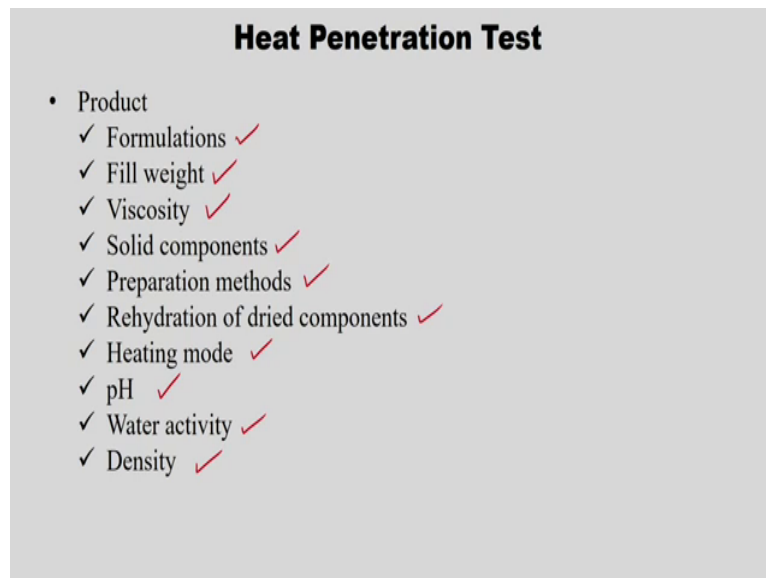 Heat Penetration Test
• Product
✓ Formulations ✓
✓ Fill weight ✓
✓ Viscosity ✓
✓ Solid components ✓
✓ Preparation methods ✓
✓ Rehydration of dried components ✓
✓ Heating mode ✓
✓ pH ✓
✓ Water activity ✓
✓ Density ✓